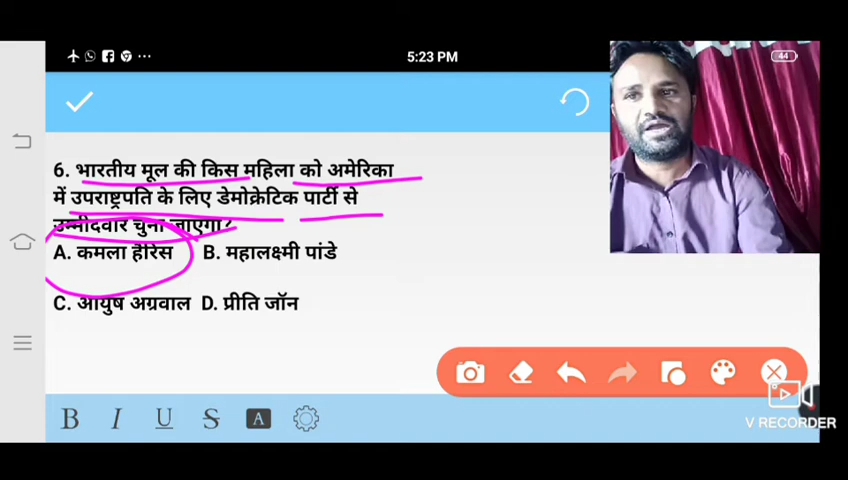 5:23 PM
44
6. भारतीय मूल की किस महिला को अमेरिका
में उपराष्ट्रपति के लिए डेमोक्रेटिक पार्टी से
उम्मीदवार चुना जाएगा?
A. कमला हैरिस B. महालक्ष्मी पांडे
C. आयुष अग्रवाल D. प्रीति जॉन
B I U S A
V RECORDER